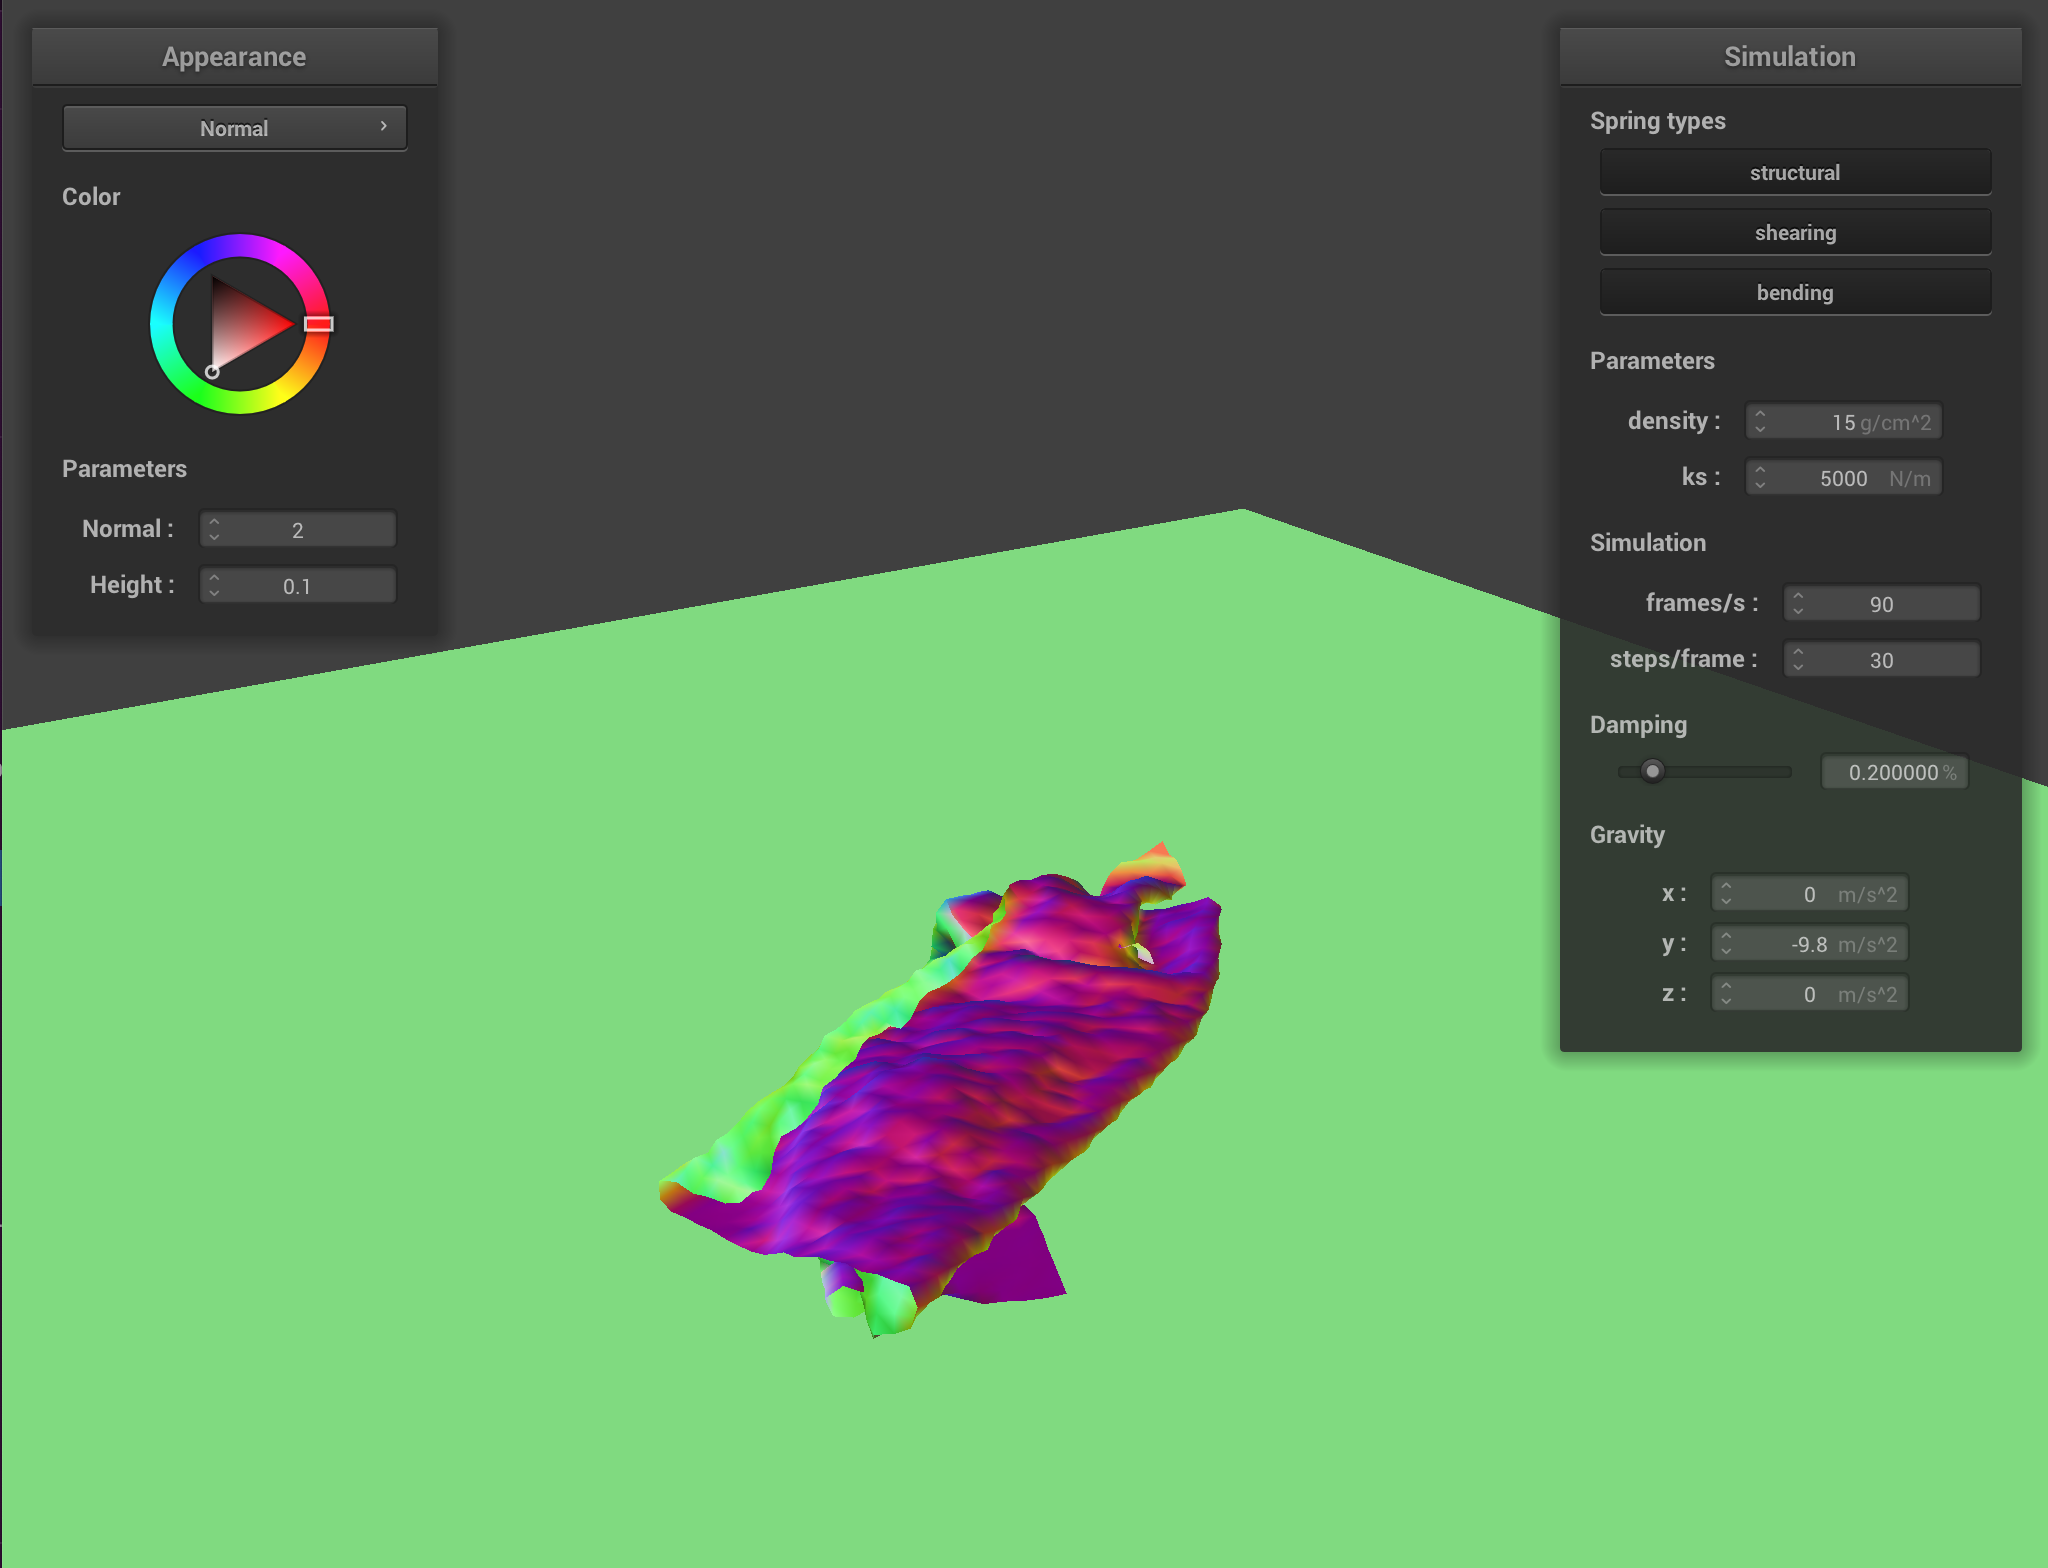 Appearance
Normal
Color
Parameters
Normal : 2
Height : 0.1
Simulation
Spring types
structural
shearing
bending
Parameters
density : 15 g/cm^2
ks : 5000 N/m
Simulation
frames/s : 90
steps/frame : 30
Damping
0.200000 %
Gravity
x : 0 m/s^2
y : -9.8 m/s^2
z : 0 m/s^2